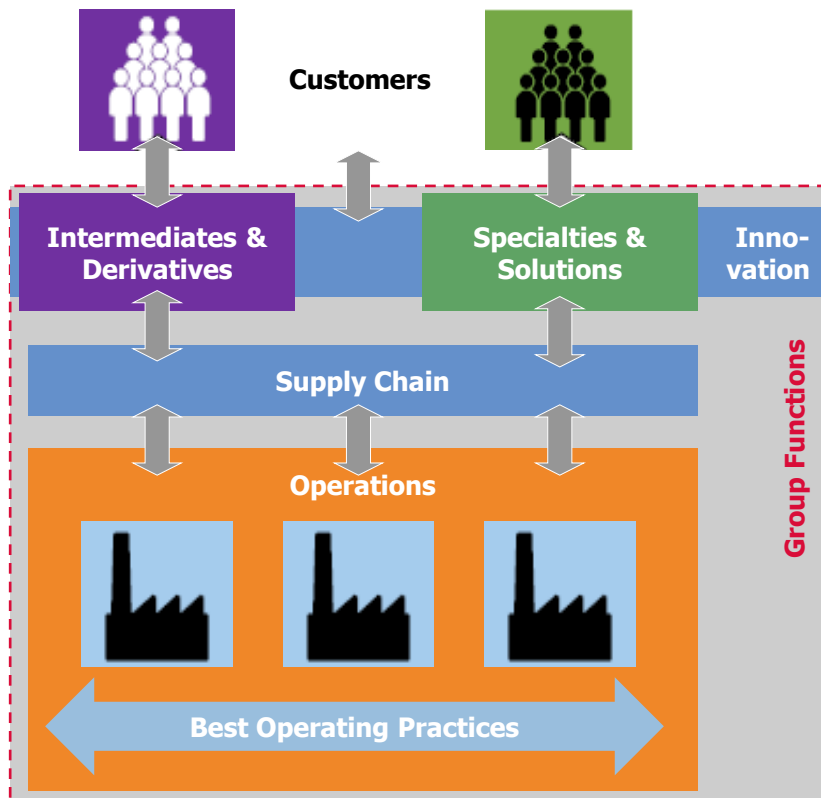 Customers
Intermediates &
Derivatives
Specialties &
Solutions
Inno-
vation
Supply Chain
Group Functions
Operations
Best Operating Practices